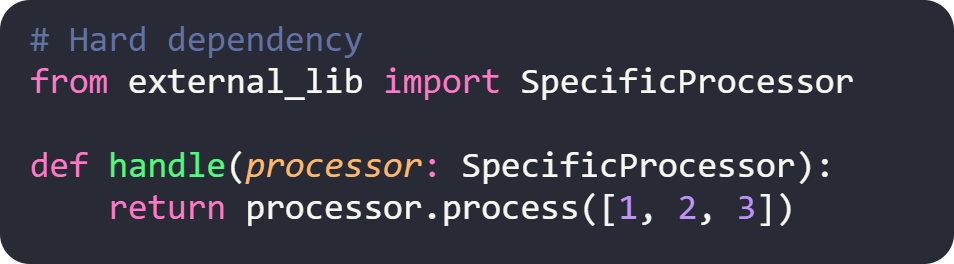 # Hard dependency
from external_lib import SpecificProcessor

def handle(processor: SpecificProcessor):
    return processor.process([1, 2, 3])